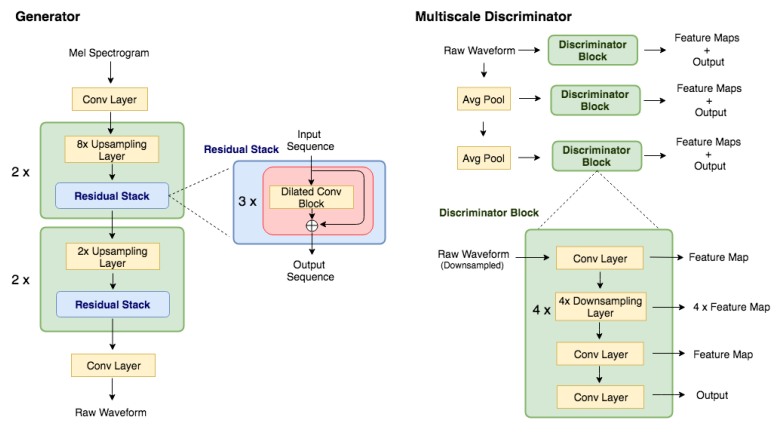 Generator
Mel Spectrogram
Conv Layer
2 x
8x Upsampling
Layer
Residual Stack
2 x
2x Upsampling
Layer
Residual Stack
Conv Layer
Raw Waveform
Residual Stack
Input
Sequence
3 x
Dilated Conv
Block
Output
Sequence
Multiscale Discriminator
Raw Waveform
Discriminator
Block
Feature Maps
+
Output
Avg Pool
Discriminator
Block
Feature Maps
+
Output
Avg Pool
Discriminator
Block
Feature Maps
+
Output
Discriminator Block
Raw Waveform
(Downsampled)
Conv Layer
Feature Map
4 x
4x Downsampling
Layer
4 x Feature Map
Conv Layer
Feature Map
Conv Layer
Output